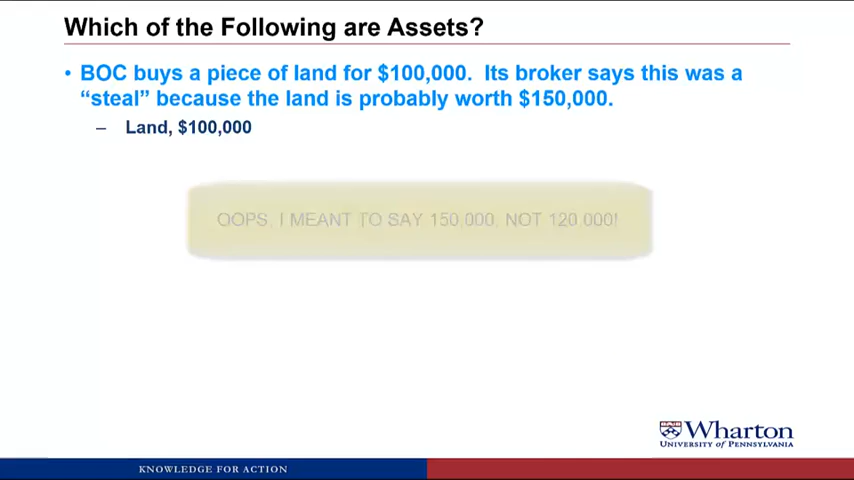 Which of the Following are Assets?
• BOC buys a piece of land for $100,000. Its broker says this was a
“steal” because the land is probably worth $150,000.
– Land, $100,000
OOPS, I MEANT TO SAY 150,000, NOT 120,000!
Wharton
UNIVERSITY of PENNSYLVANIA
KNOWLEDGE FOR ACTION